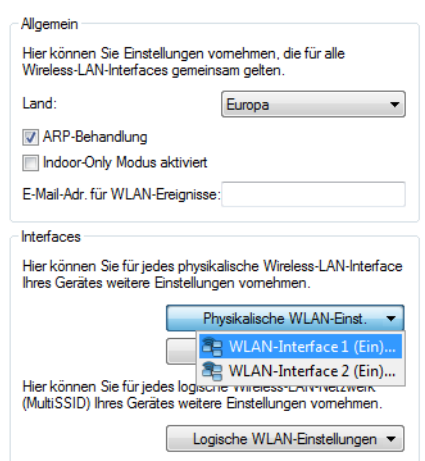 Allgemein
Hier können Sie Einstellungen vornehmen, die für alle
Wireless-LAN-Interfaces gemeinsam gelten.
Land:
Europa
ARP-Behandlung
Indoor-Only Modus aktiviert
E-Mail-Adr. für WLAN-Ereignisse:
Interfaces
Hier können Sie für jedes physikalische Wireless-LAN-Interface
Ihres Gerätes weitere Einstellungen vornehmen.
Physikalische WLAN-Einst.
WLAN-Interface 1 (Ein)...
WLAN-Interface 2 (Ein)...
Hier können Sie für jedes logische Wireless-LAN-Netzwerk
(MultiSSID) Ihres Gerätes weitere Einstellungen vornehmen.
Logische WLAN-Einstellungen